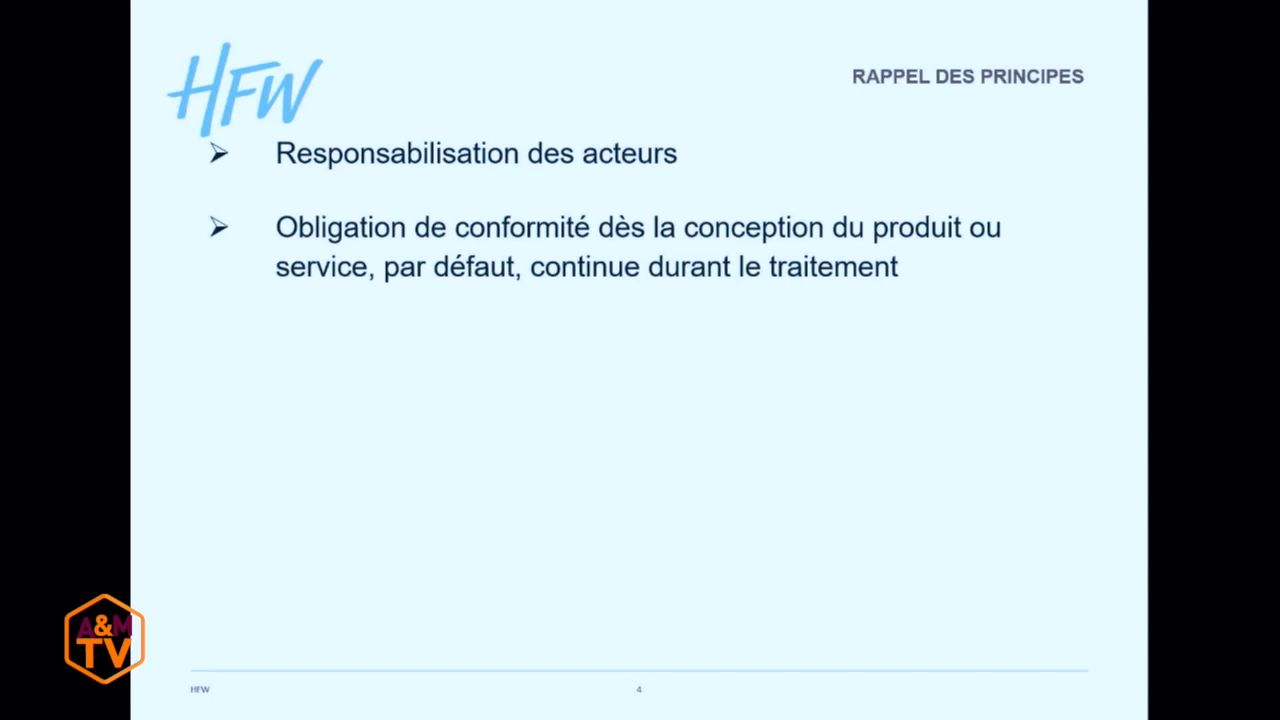 HFW
RAPPEL DES PRINCIPES
➢ Responsabilisation des acteurs
➢ Obligation de conformité dès la conception du produit ou
service, par défaut, continue durant le traitement
A&M
TV
HFW
4